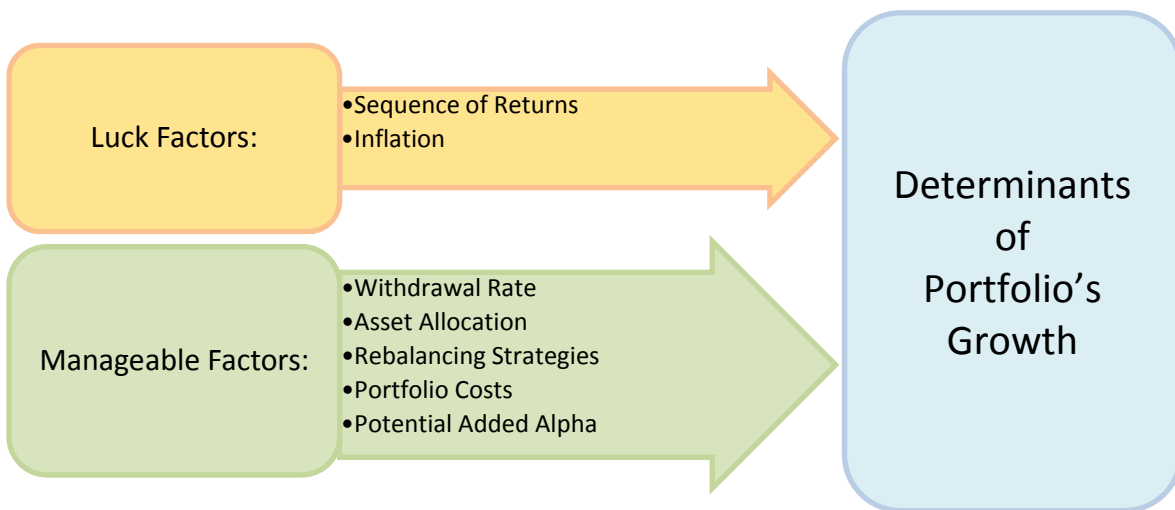 Luck Factors:
•Sequence of Returns
•Inflation
Manageable Factors:
•Withdrawal Rate
•Asset Allocation
•Rebalancing Strategies
•Portfolio Costs
•Potential Added Alpha
Determinants
of
Portfolio’s
Growth